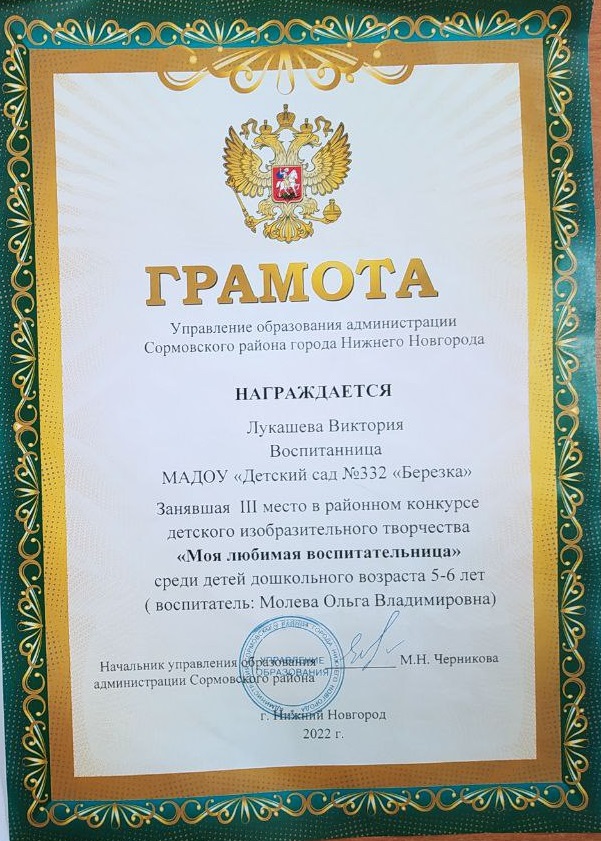 ГРАМОТА
Управление образования администрации
Сормовского района города Нижнего Новгорода
НАГРАЖДАЕТСЯ
Лукашева Виктория
Воспитанница
МАДОУ «Детский сад №332 «Березка»
Занявшая III место в районном конкурсе
детского изобразительного творчества
«Моя любимая воспитательница»
среди детей дошкольного возраста 5-6 лет
( воспитатель: Молева Ольга Владимировна)
Начальник управления образования
администрации Сормовского района
М.Н. Черникова
УПРАВЛЕНИЕ
ОБРАЗОВАНИЯ
г. Нижний Новгород
2022 г.